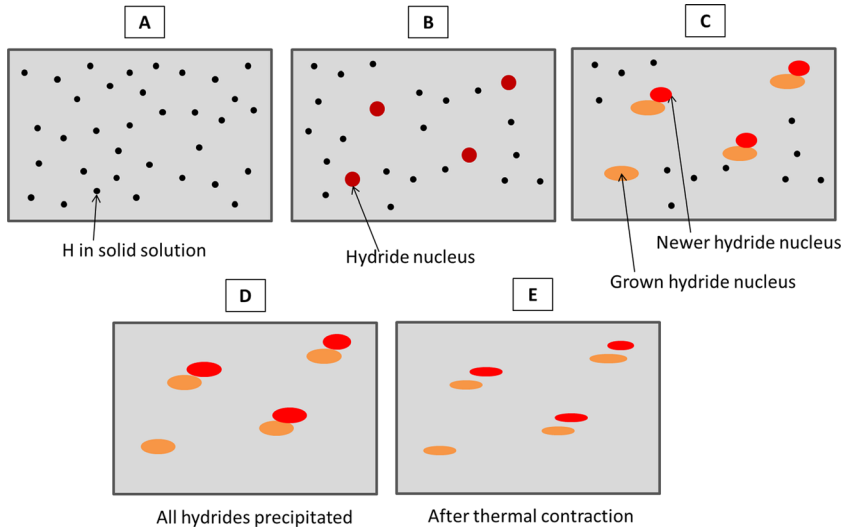 A
B
C
H in solid solution
Hydride nucleus
Newer hydride nucleus
Grown hydride nucleus
D
E
All hydrides precipitated
After thermal contraction